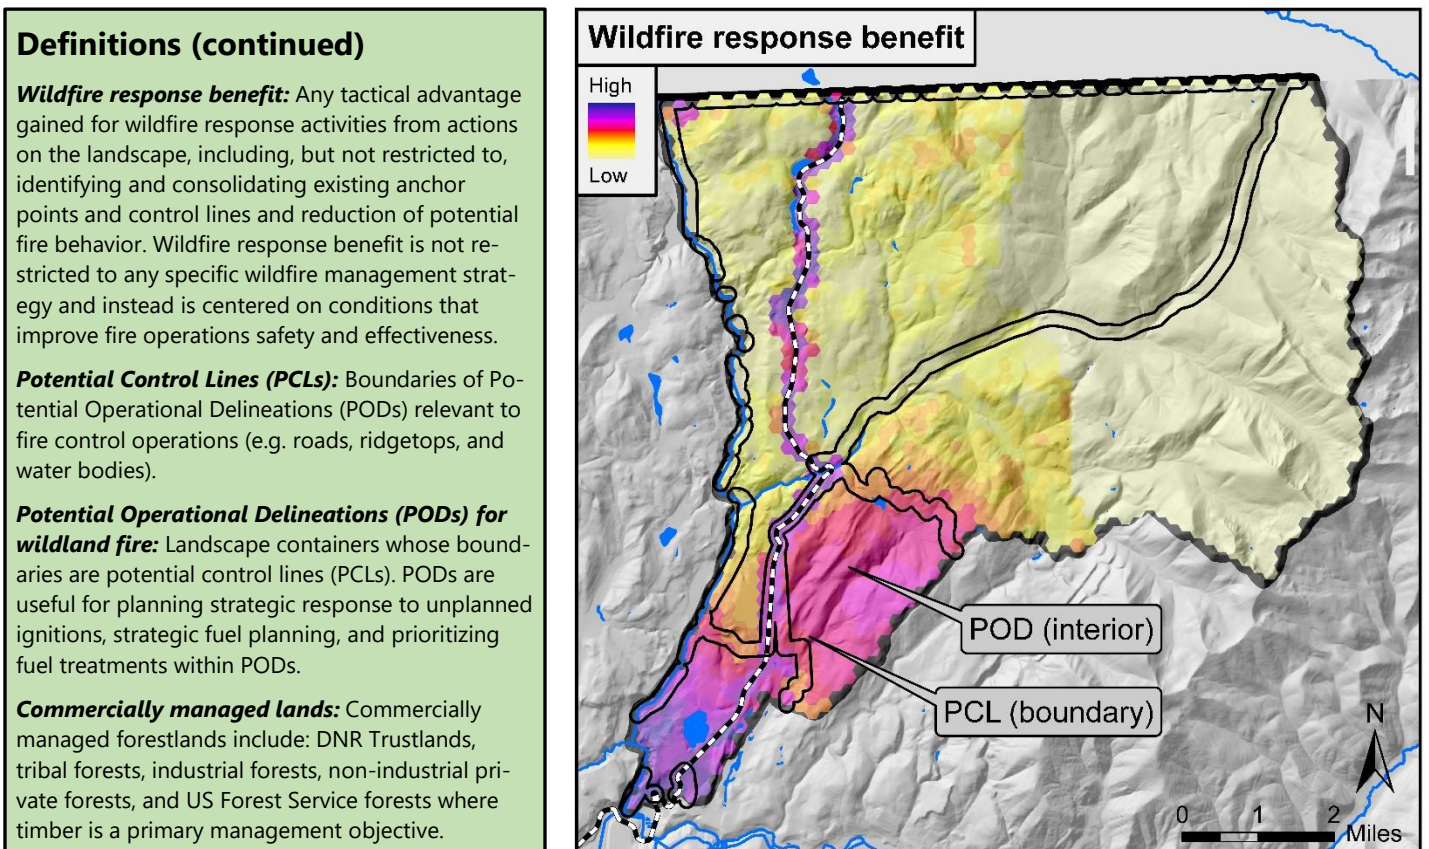 Definitions (continued)
Wildfire response benefit: Any tactical advantage
gained for wildfire response activities from actions
on the landscape, including, but not restricted to,
identifying and consolidating existing anchor
points and control lines and reduction of potential
fire behavior. Wildfire response benefit is not re-
stricted to any specific wildfire management strat-
egy and instead is centered on conditions that
improve fire operations safety and effectiveness.
Potential Control Lines (PCLs): Boundaries of Po-
tential Operational Delineations (PODs) relevant to
fire control operations (e.g. roads, ridgetops, and
water bodies).
Potential Operational Delineations (PODs) for
wildland fire: Landscape containers whose bound-
aries are potential control lines (PCLs). PODs are
useful for planning strategic response to unplanned
ignitions, strategic fuel planning, and prioritizing
fuel treatments within PODs.
Commercially managed lands: Commercially
managed forestlands include: DNR Trustlands,
tribal forests, industrial forests, non-industrial pri-
vate forests, and US Forest Service forests where
timber is a primary management objective.
Wildfire response benefit
High
Low
POD (interior)
PCL (boundary)
N
0 1 2
Miles